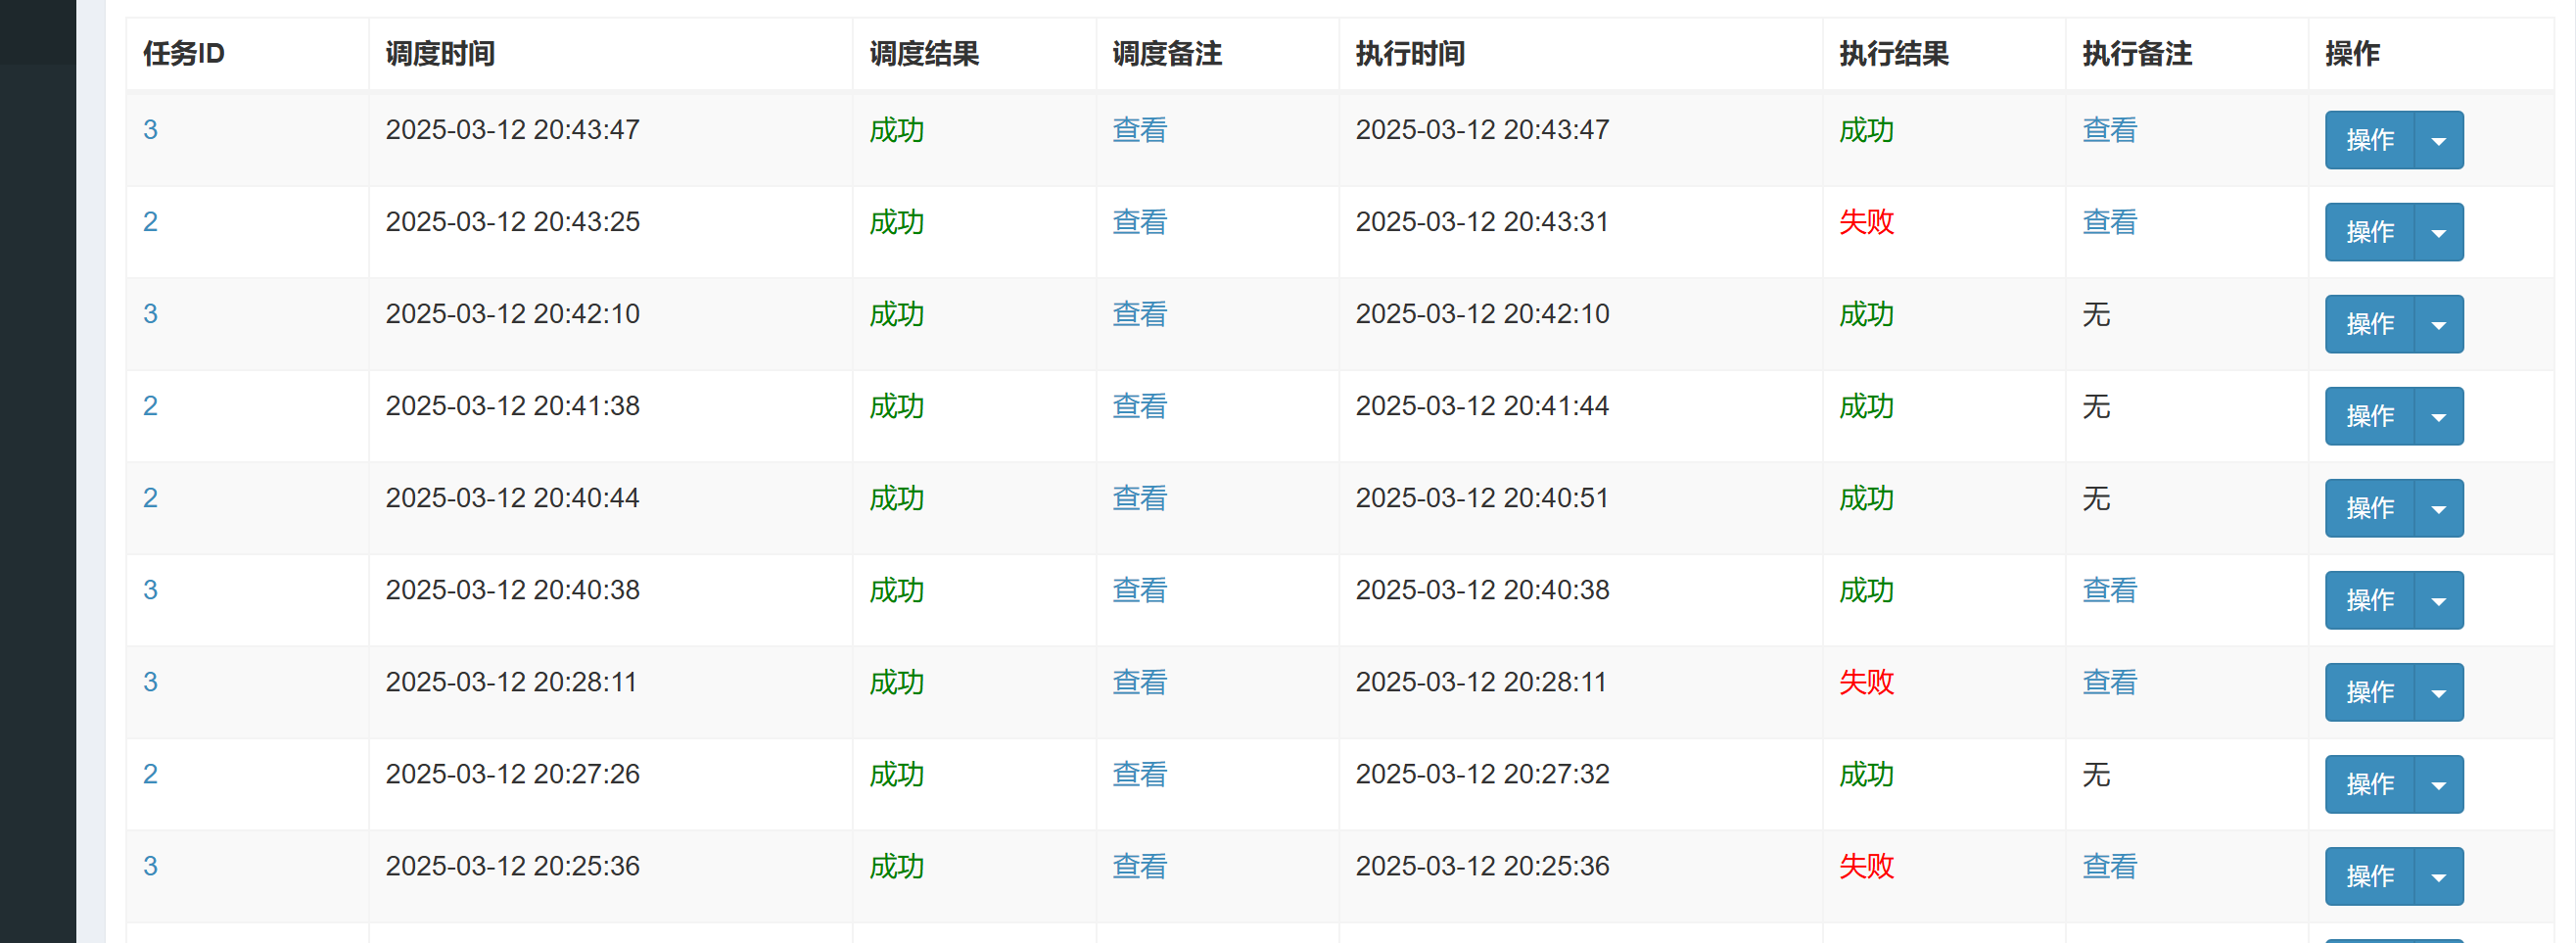 任务ID 调度时间 调度结果 调度备注 执行时间 执行结果 执行备注 操作
3 2025-03-12 20:43:47 成功 查看 2025-03-12 20:43:47 成功 查看 操作
2 2025-03-12 20:43:25 成功 查看 2025-03-12 20:43:31 失败 查看 操作
3 2025-03-12 20:42:10 成功 查看 2025-03-12 20:42:10 成功 无 操作
2 2025-03-12 20:41:38 成功 查看 2025-03-12 20:41:44 成功 无 操作
2 2025-03-12 20:40:44 成功 查看 2025-03-12 20:40:51 成功 无 操作
3 2025-03-12 20:40:38 成功 查看 2025-03-12 20:40:38 成功 查看 操作
3 2025-03-12 20:28:11 成功 查看 2025-03-12 20:28:11 失败 查看 操作
2 2025-03-12 20:27:26 成功 查看 2025-03-12 20:27:32 成功 无 操作
3 2025-03-12 20:25:36 成功 查看 2025-03-12 20:25:36 失败 查看 操作